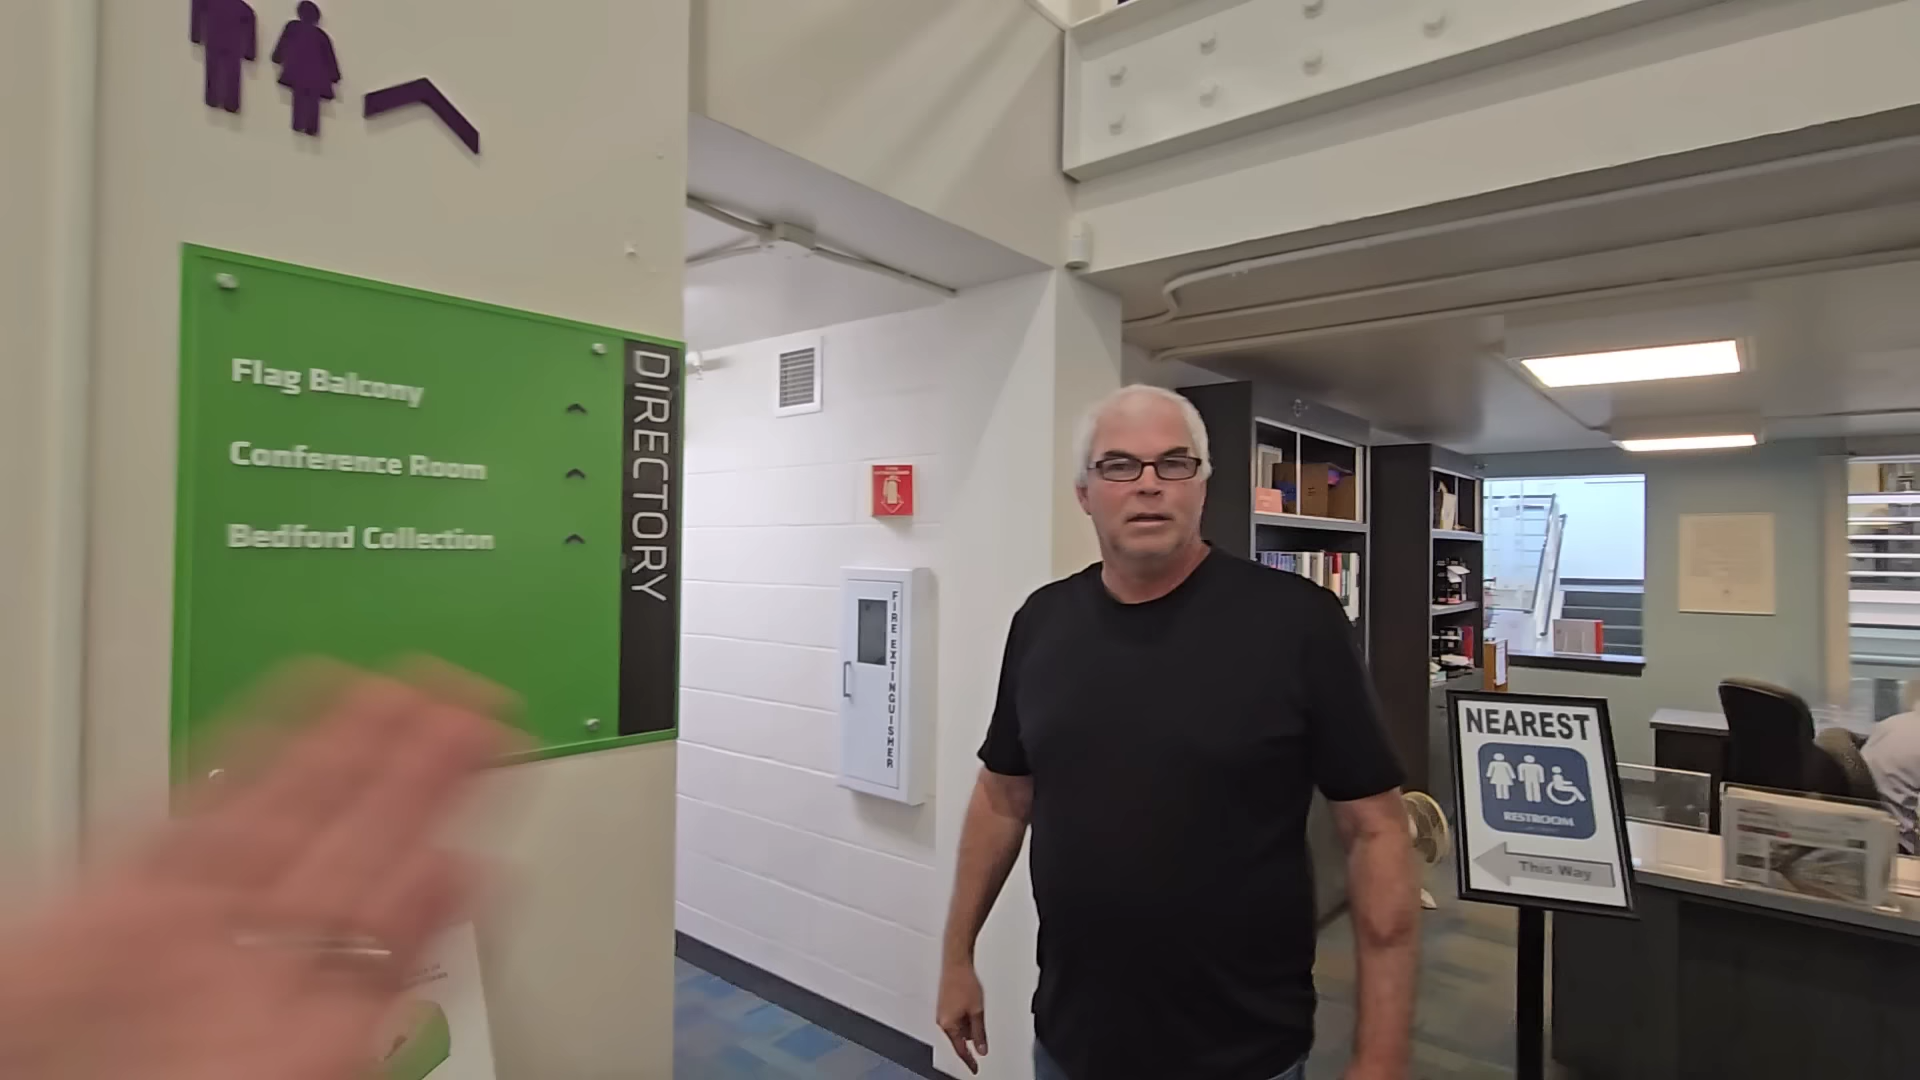 Flag Balcony
Conference Room
Bedford Collection
DIRECTORY
FIRE EXTINGUISHER
NEAREST
RESTROOM
This Way